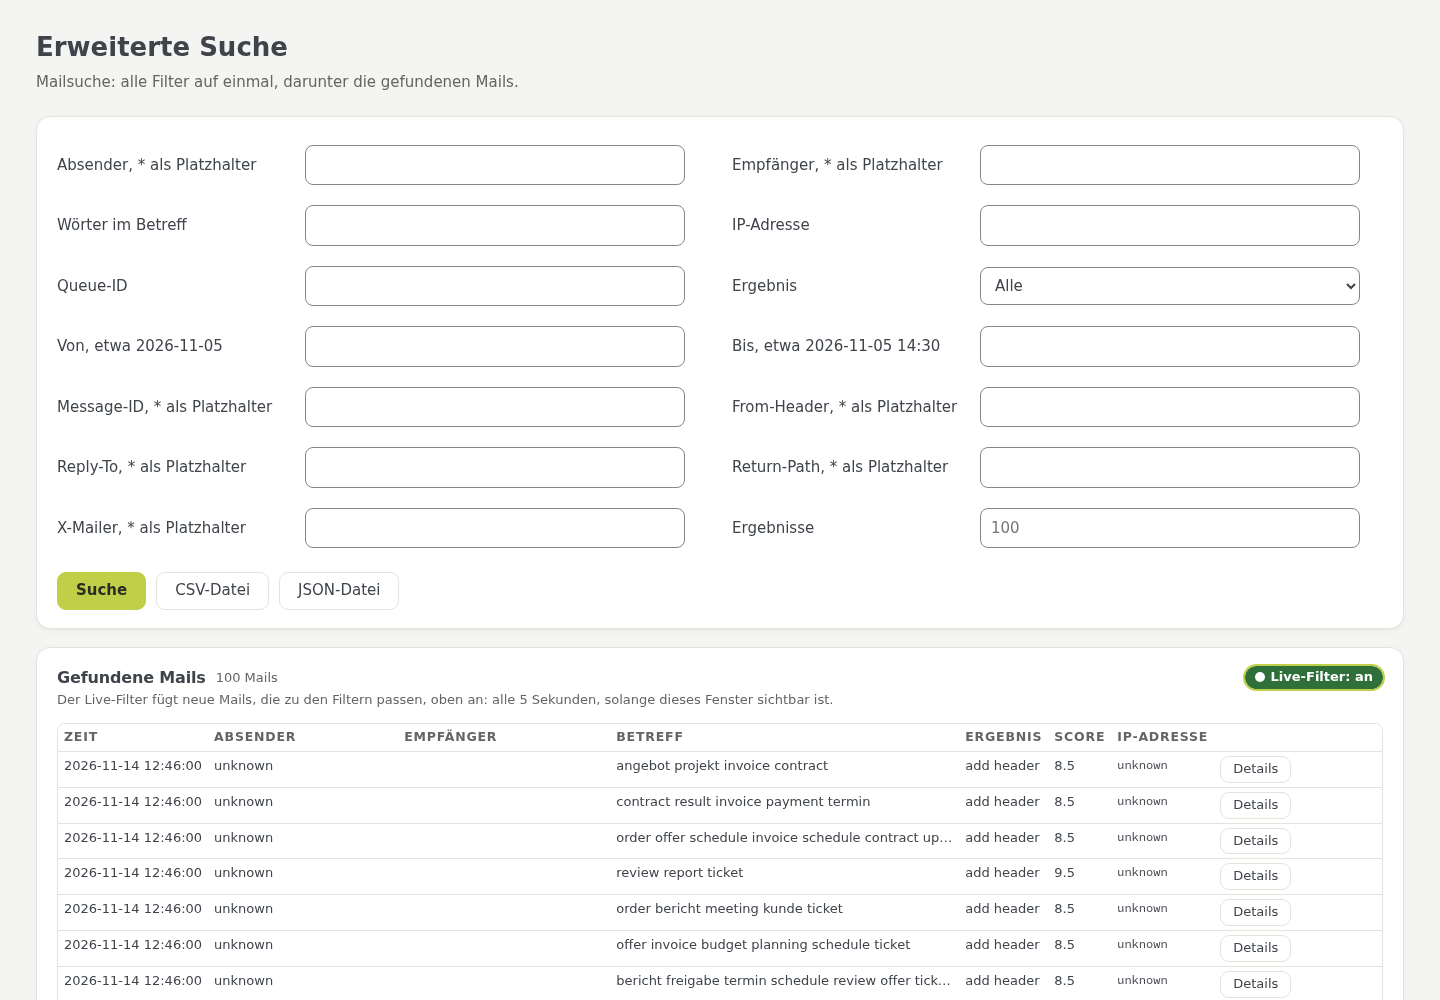 Erweiterte Suche
Mailsuche: alle Filter auf einmal, darunter die gefundenen Mails.
Absender, * als Platzhalter
Empfänger, * als Platzhalter
Wörter im Betreff
IP-Adresse
Queue-ID
Ergebnis Alle
Von, etwa 2026-11-05
Bis, etwa 2026-11-05 14:30
Message-ID, * als Platzhalter
From-Header, * als Platzhalter
Reply-To, * als Platzhalter
Return-Path, * als Platzhalter
X-Mailer, * als Platzhalter
Ergebnisse 100
Suche CSV-Datei JSON-Datei
Gefundene Mails 100 Mails Live-Filter: an
Der Live-Filter fügt neue Mails, die zu den Filtern passen, oben an: alle 5 Sekunden, solange dieses Fenster sichtbar ist.
ZEIT ABSENDER EMPFÄNGER BETREFF ERGEBNIS SCORE IP-ADRESSE
2026-11-14 12:46:00 unknown angebot projekt invoice contract add header 8.5 unknown Details
2026-11-14 12:46:00 unknown contract result invoice payment termin add header 8.5 unknown Details
2026-11-14 12:46:00 unknown order offer schedule invoice schedule contract up… add header 8.5 unknown Details
2026-11-14 12:46:00 unknown review report ticket add header 9.5 unknown Details
2026-11-14 12:46:00 unknown order bericht meeting kunde ticket add header 8.5 unknown Details
2026-11-14 12:46:00 unknown offer invoice budget planning schedule ticket add header 8.5 unknown Details
2026-11-14 12:46:00 unknown bericht freigabe termin schedule review offer tick… add header 8.5 unknown Details